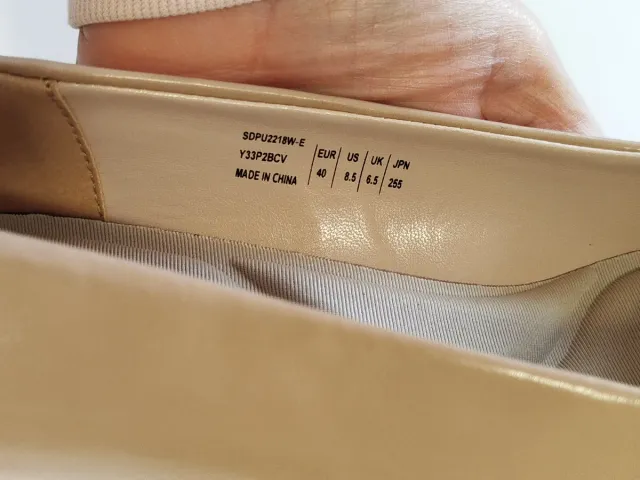 SDPU2218W-E
Y33P2BCV EUR US UK JPN
MADE IN CHINA 40 8.5 6.5 255